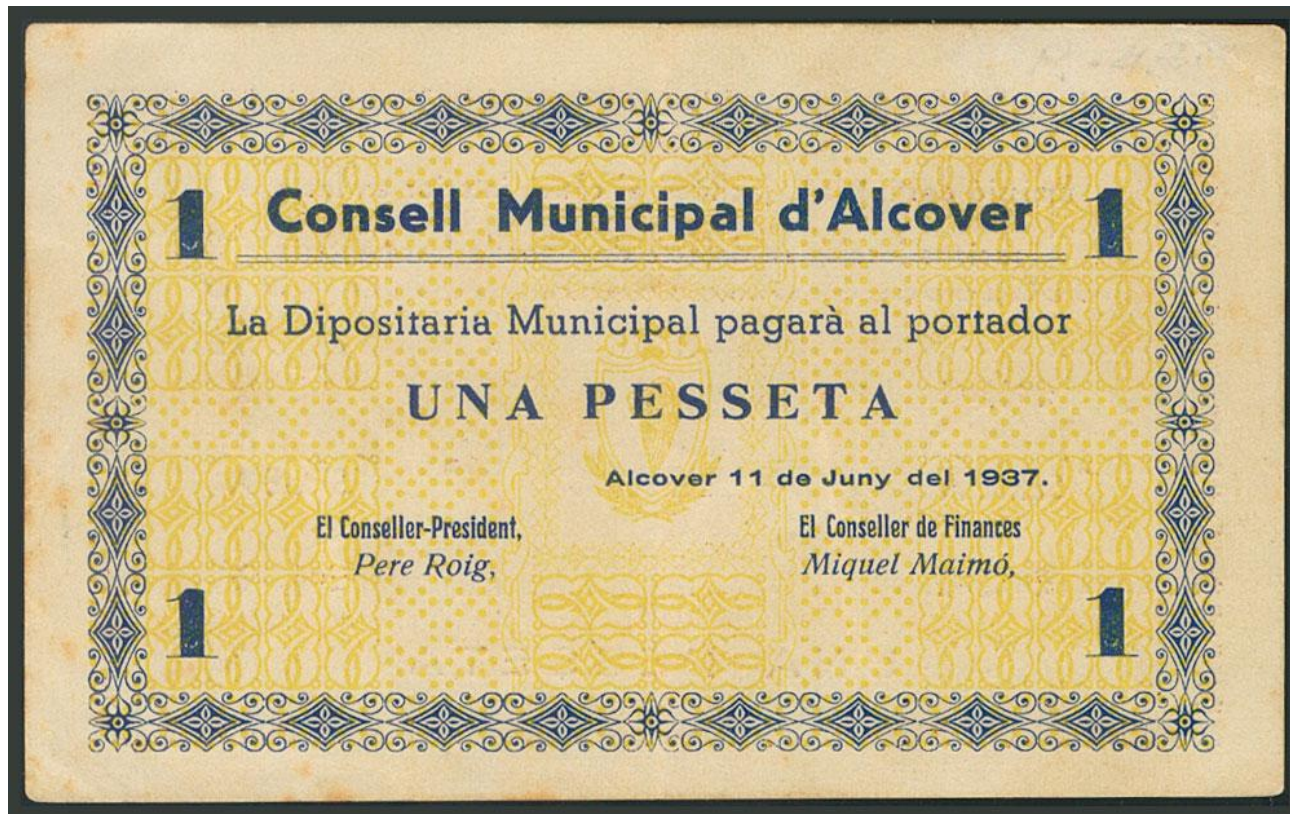 1 Consell Municipal d'Alcover 1
La Dipositaria Municipal pagarà al portador
UNA PESSETA
Alcover 11 de Juny del 1937.
El Conseller-President,
Pere Roig,
El Conseller de Finances
Miquel Maimó,
1 1